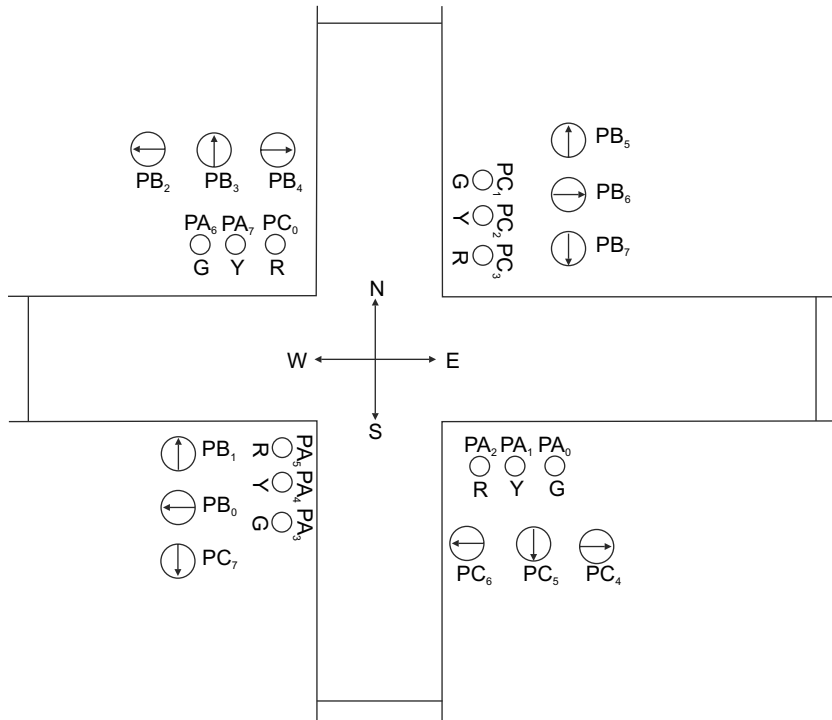 PB₅
PB₂ PB₃ PB₄
PC₁ G
PB₆
PA₆ PA₇ PC₀
PC₂ Y
G Y R
PC₃ R
PB₇
N
W E
S
PB₁
PA₅ R
PA₂ PA₁ PA₀
PA₄ Y
R Y G
PB₀
PA₃ G
PC₇
PC₆ PC₅ PC₄